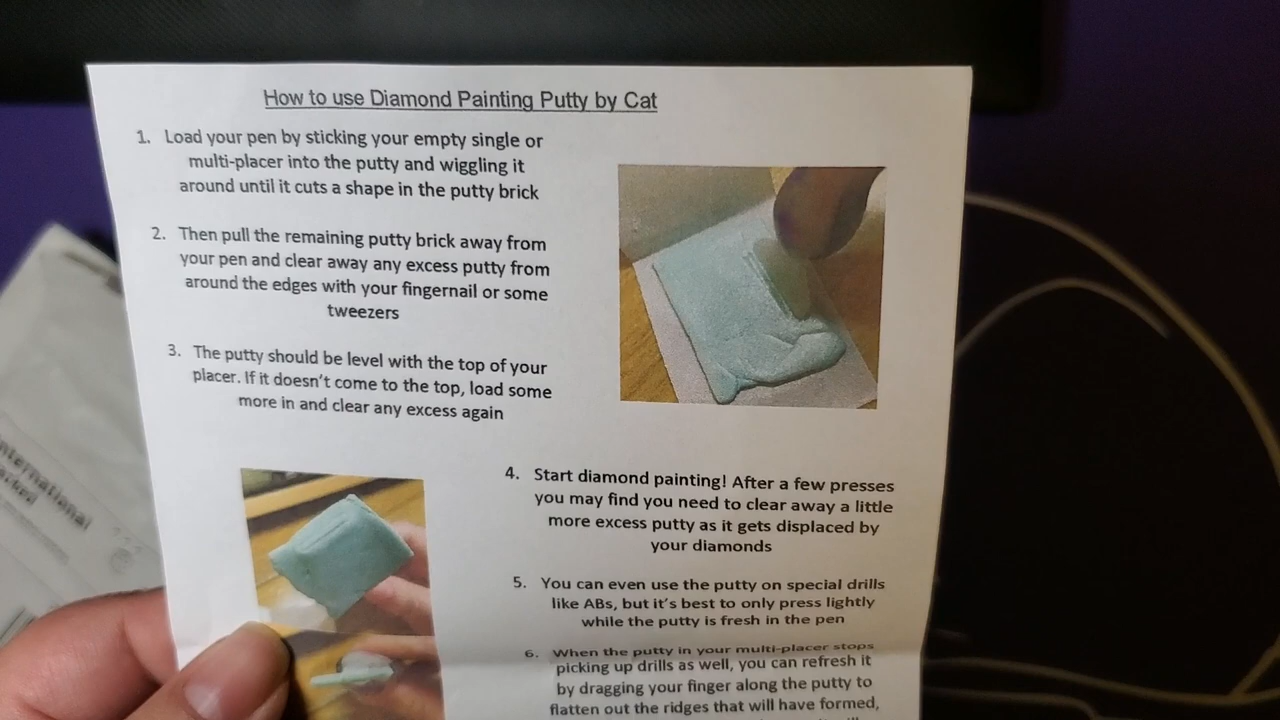 How to use Diamond Painting Putty by Cat
1. Load your pen by sticking your empty single or
multi-placer into the putty and wiggling it
around until it cuts a shape in the putty brick
2. Then pull the remaining putty brick away from
your pen and clear away any excess putty from
around the edges with your fingernail or some
tweezers
3. The putty should be level with the top of your
placer. If it doesn't come to the top, load some
more in and clear any excess again
4. Start diamond painting! After a few presses
you may find you need to clear away a little
more excess putty as it gets displaced by
your diamonds
5. You can even use the putty on special drills
like ABs, but it's best to only press lightly
while the putty is fresh in the pen
6. When the putty in your multi-placer stops
picking up drills as well, you can refresh it
by dragging your finger along the putty to
flatten out the ridges that will have formed,